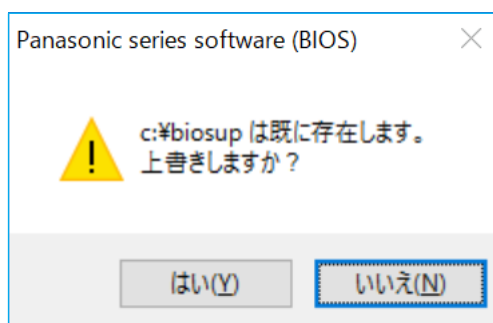 Panasonic series software (BIOS)
c:¥biosup は既に存在します。
上書きしますか？
はい(Y)
いいえ(N)